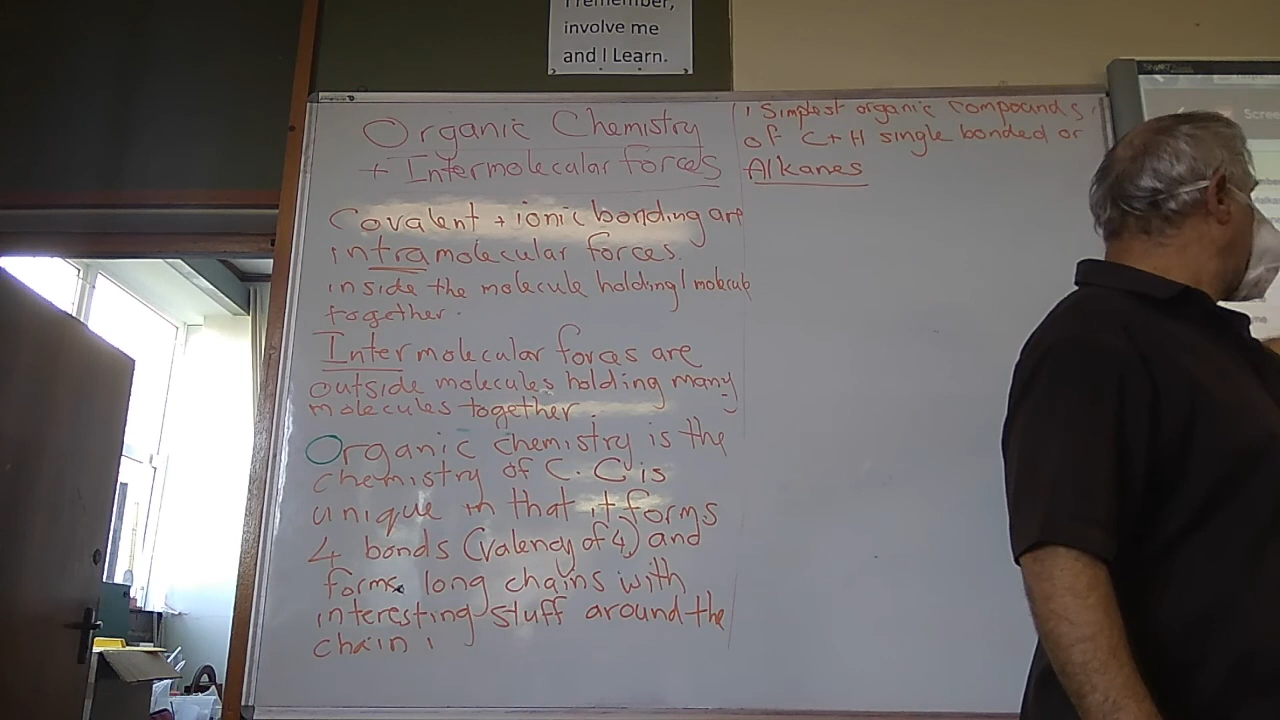 I remember,
involve me
and I Learn.
Organic Chemistry
+ Intermolecular forces
Covalent + ionic bonding are
intramolecular forces.
inside the molecule holding 1 molecule
together.
Intermolecular forces are
outside molecules holding many
molecules together.
Organic chemistry is the
chemistry of C. C is
unique in that it forms
4 bonds (valency of 4) and
forms long chains with
interesting stuff around the
chain.
Simplest organic compounds,
of C+H single bonded or
Alkanes
SMART
Scree